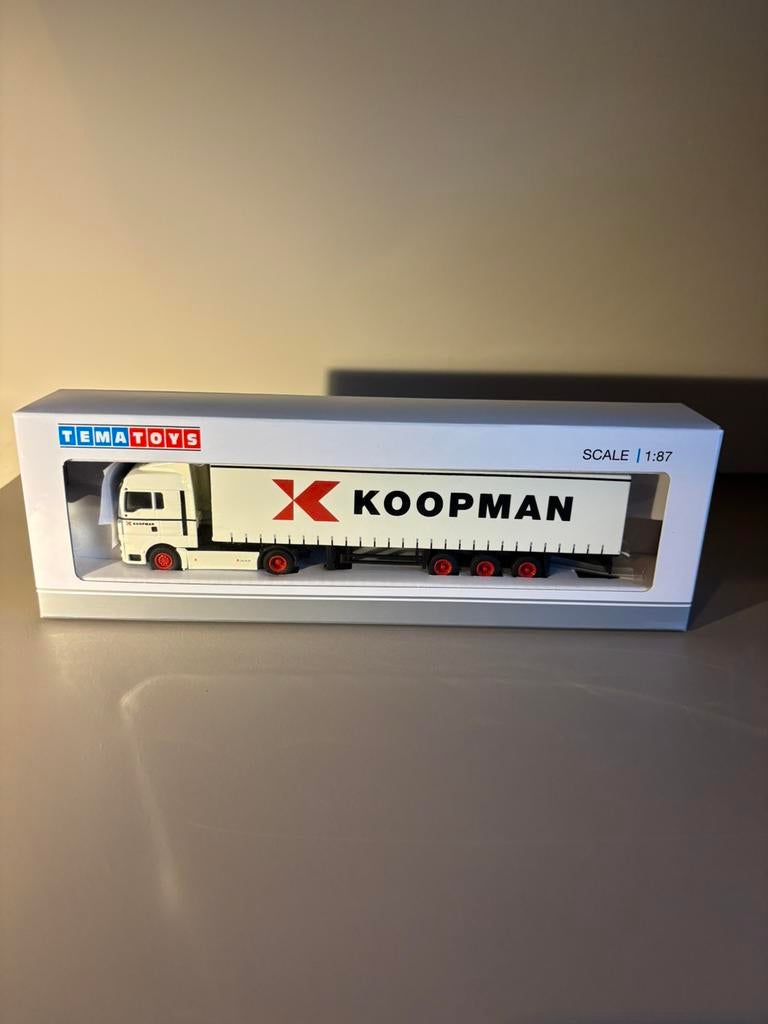 TEMATOYS
SCALE | 1:87
KOOPMAN
KOOPMAN